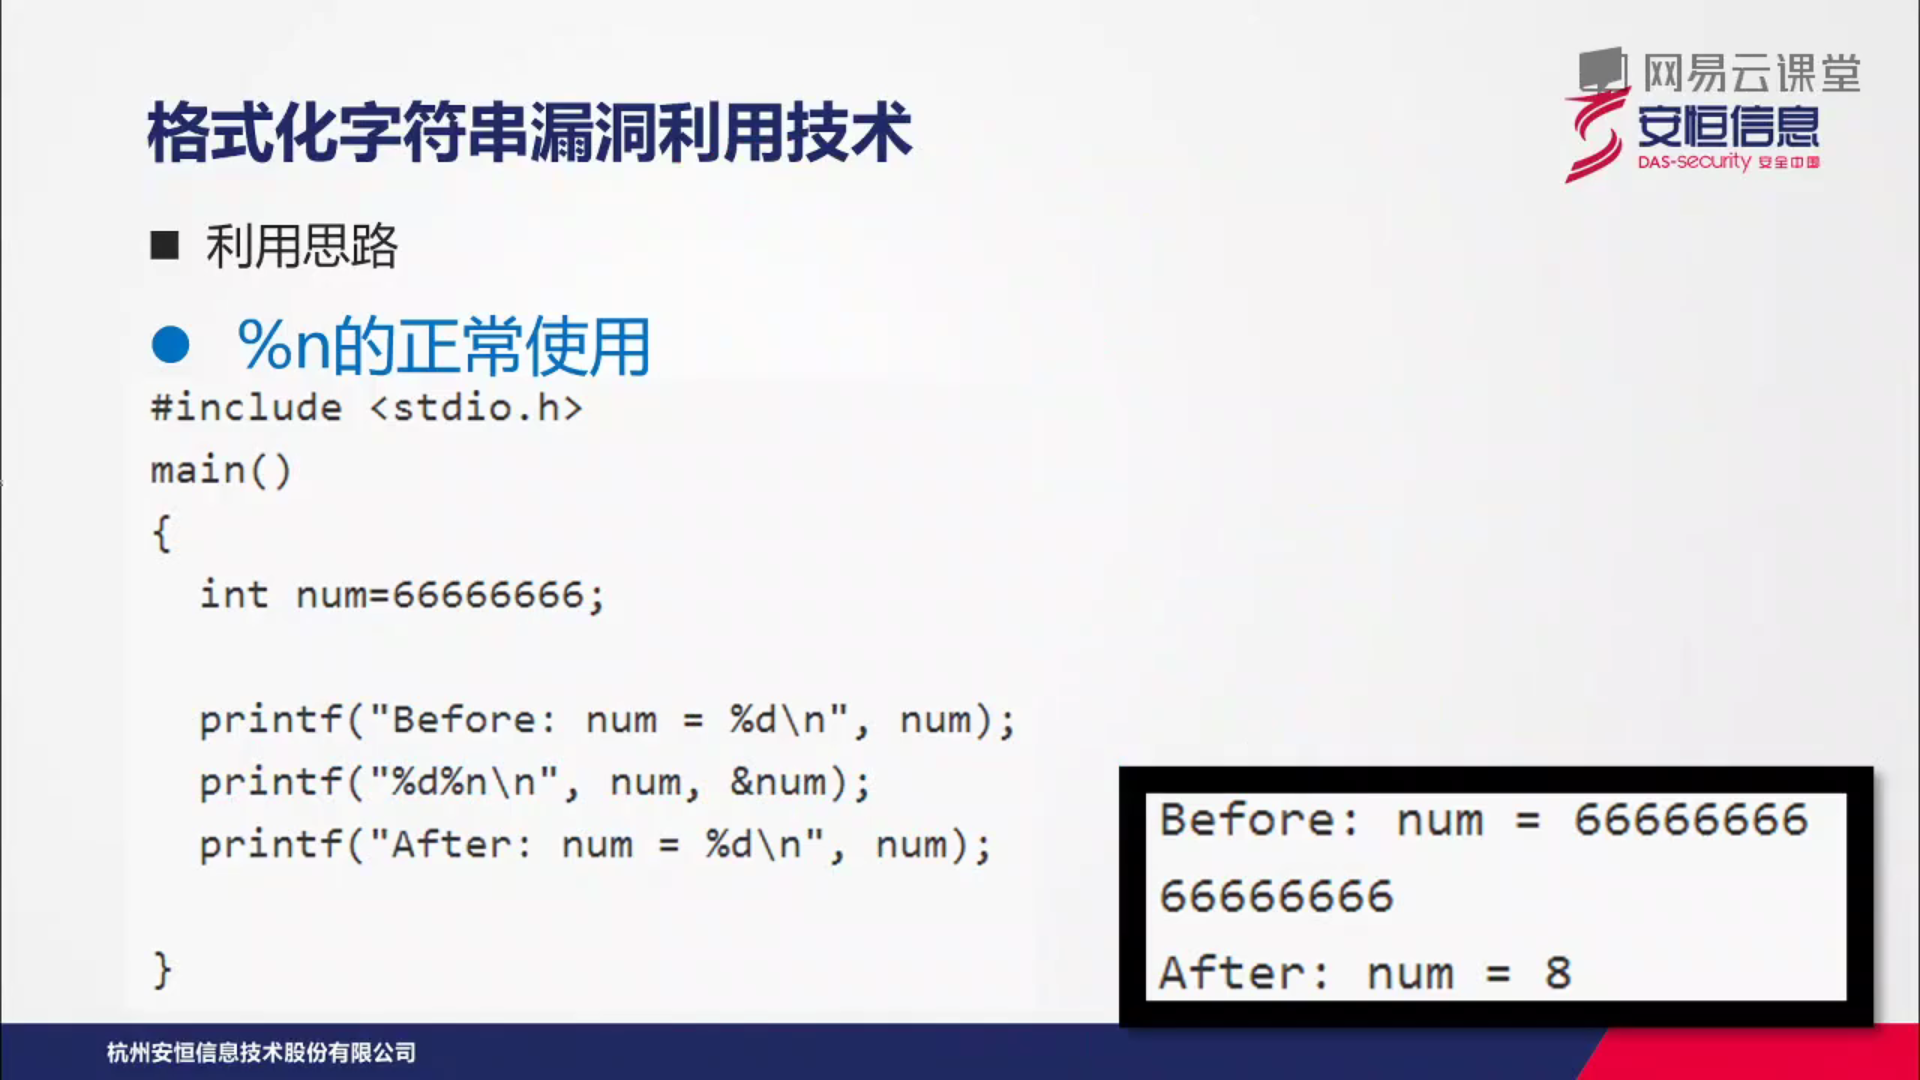 网易云课堂
安恒信息
DAS-security 安全中国
格式化字符串漏洞利用技术
利用思路
%n的正常使用
#include <stdio.h>
main()
{
int num=66666666;
printf("Before: num = %d\n", num);
printf("%d%n\n", num, &num);
printf("After: num = %d\n", num);
}
Before: num = 66666666
66666666
After: num = 8
杭州安恒信息技术股份有限公司